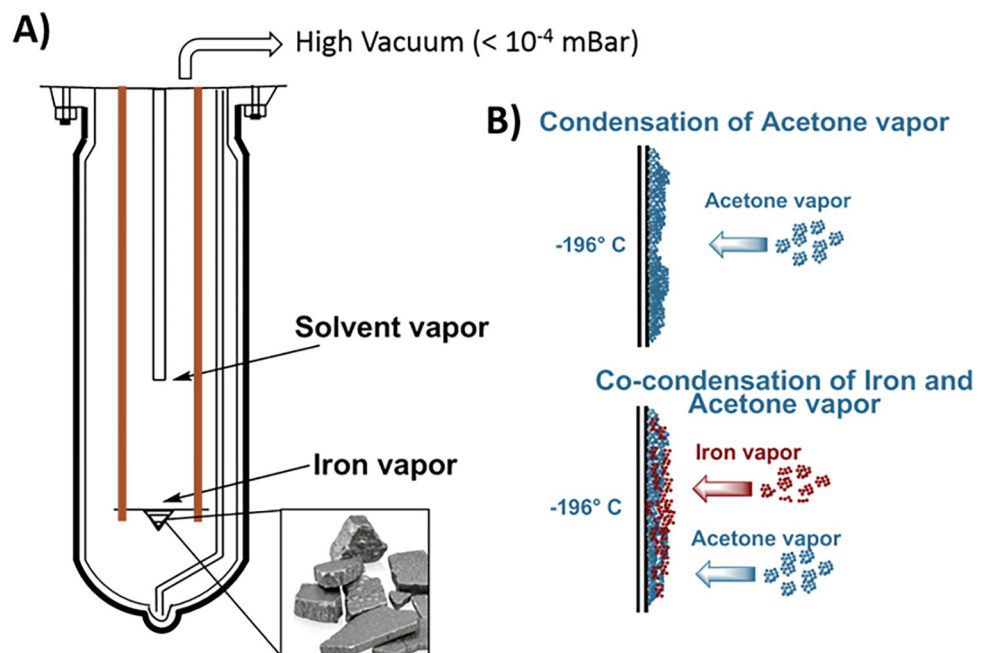 A)
High Vacuum (< 10⁻⁴ mBar)
Solvent vapor
Iron vapor
B)
Condensation of Acetone vapor
Acetone vapor
-196° C
Co-condensation of Iron and
Acetone vapor
Iron vapor
-196° C
Acetone vapor